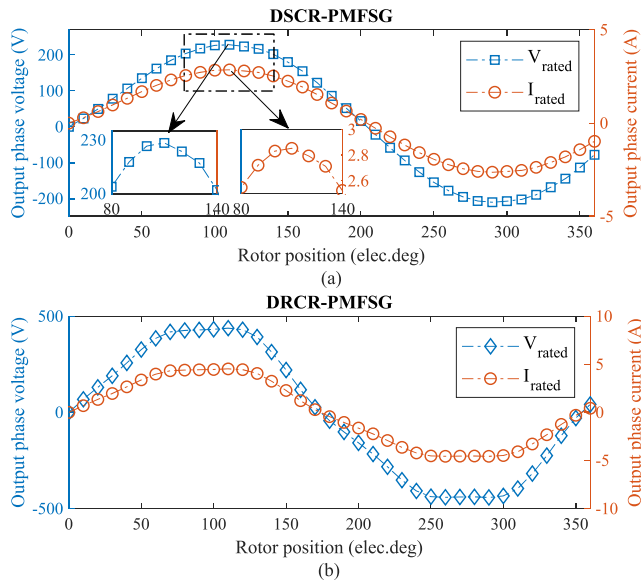 DSCR-PMFSG
Output phase voltage (V)
200
100
0
-100
-200
5
0
-5
Output phase current (A)
V_rated
I_rated
230
200
80
140
3
2.8
2.6
80
140
0
50
100
150
200
250
300
350
Rotor position (elec.deg)
(a)
DRCR-PMFSG
Output phase voltage (V)
500
0
-500
10
5
0
-5
-10
Output phase current (A)
V_rated
I_rated
0
50
100
150
200
250
300
350
Rotor position (elec.deg)
(b)